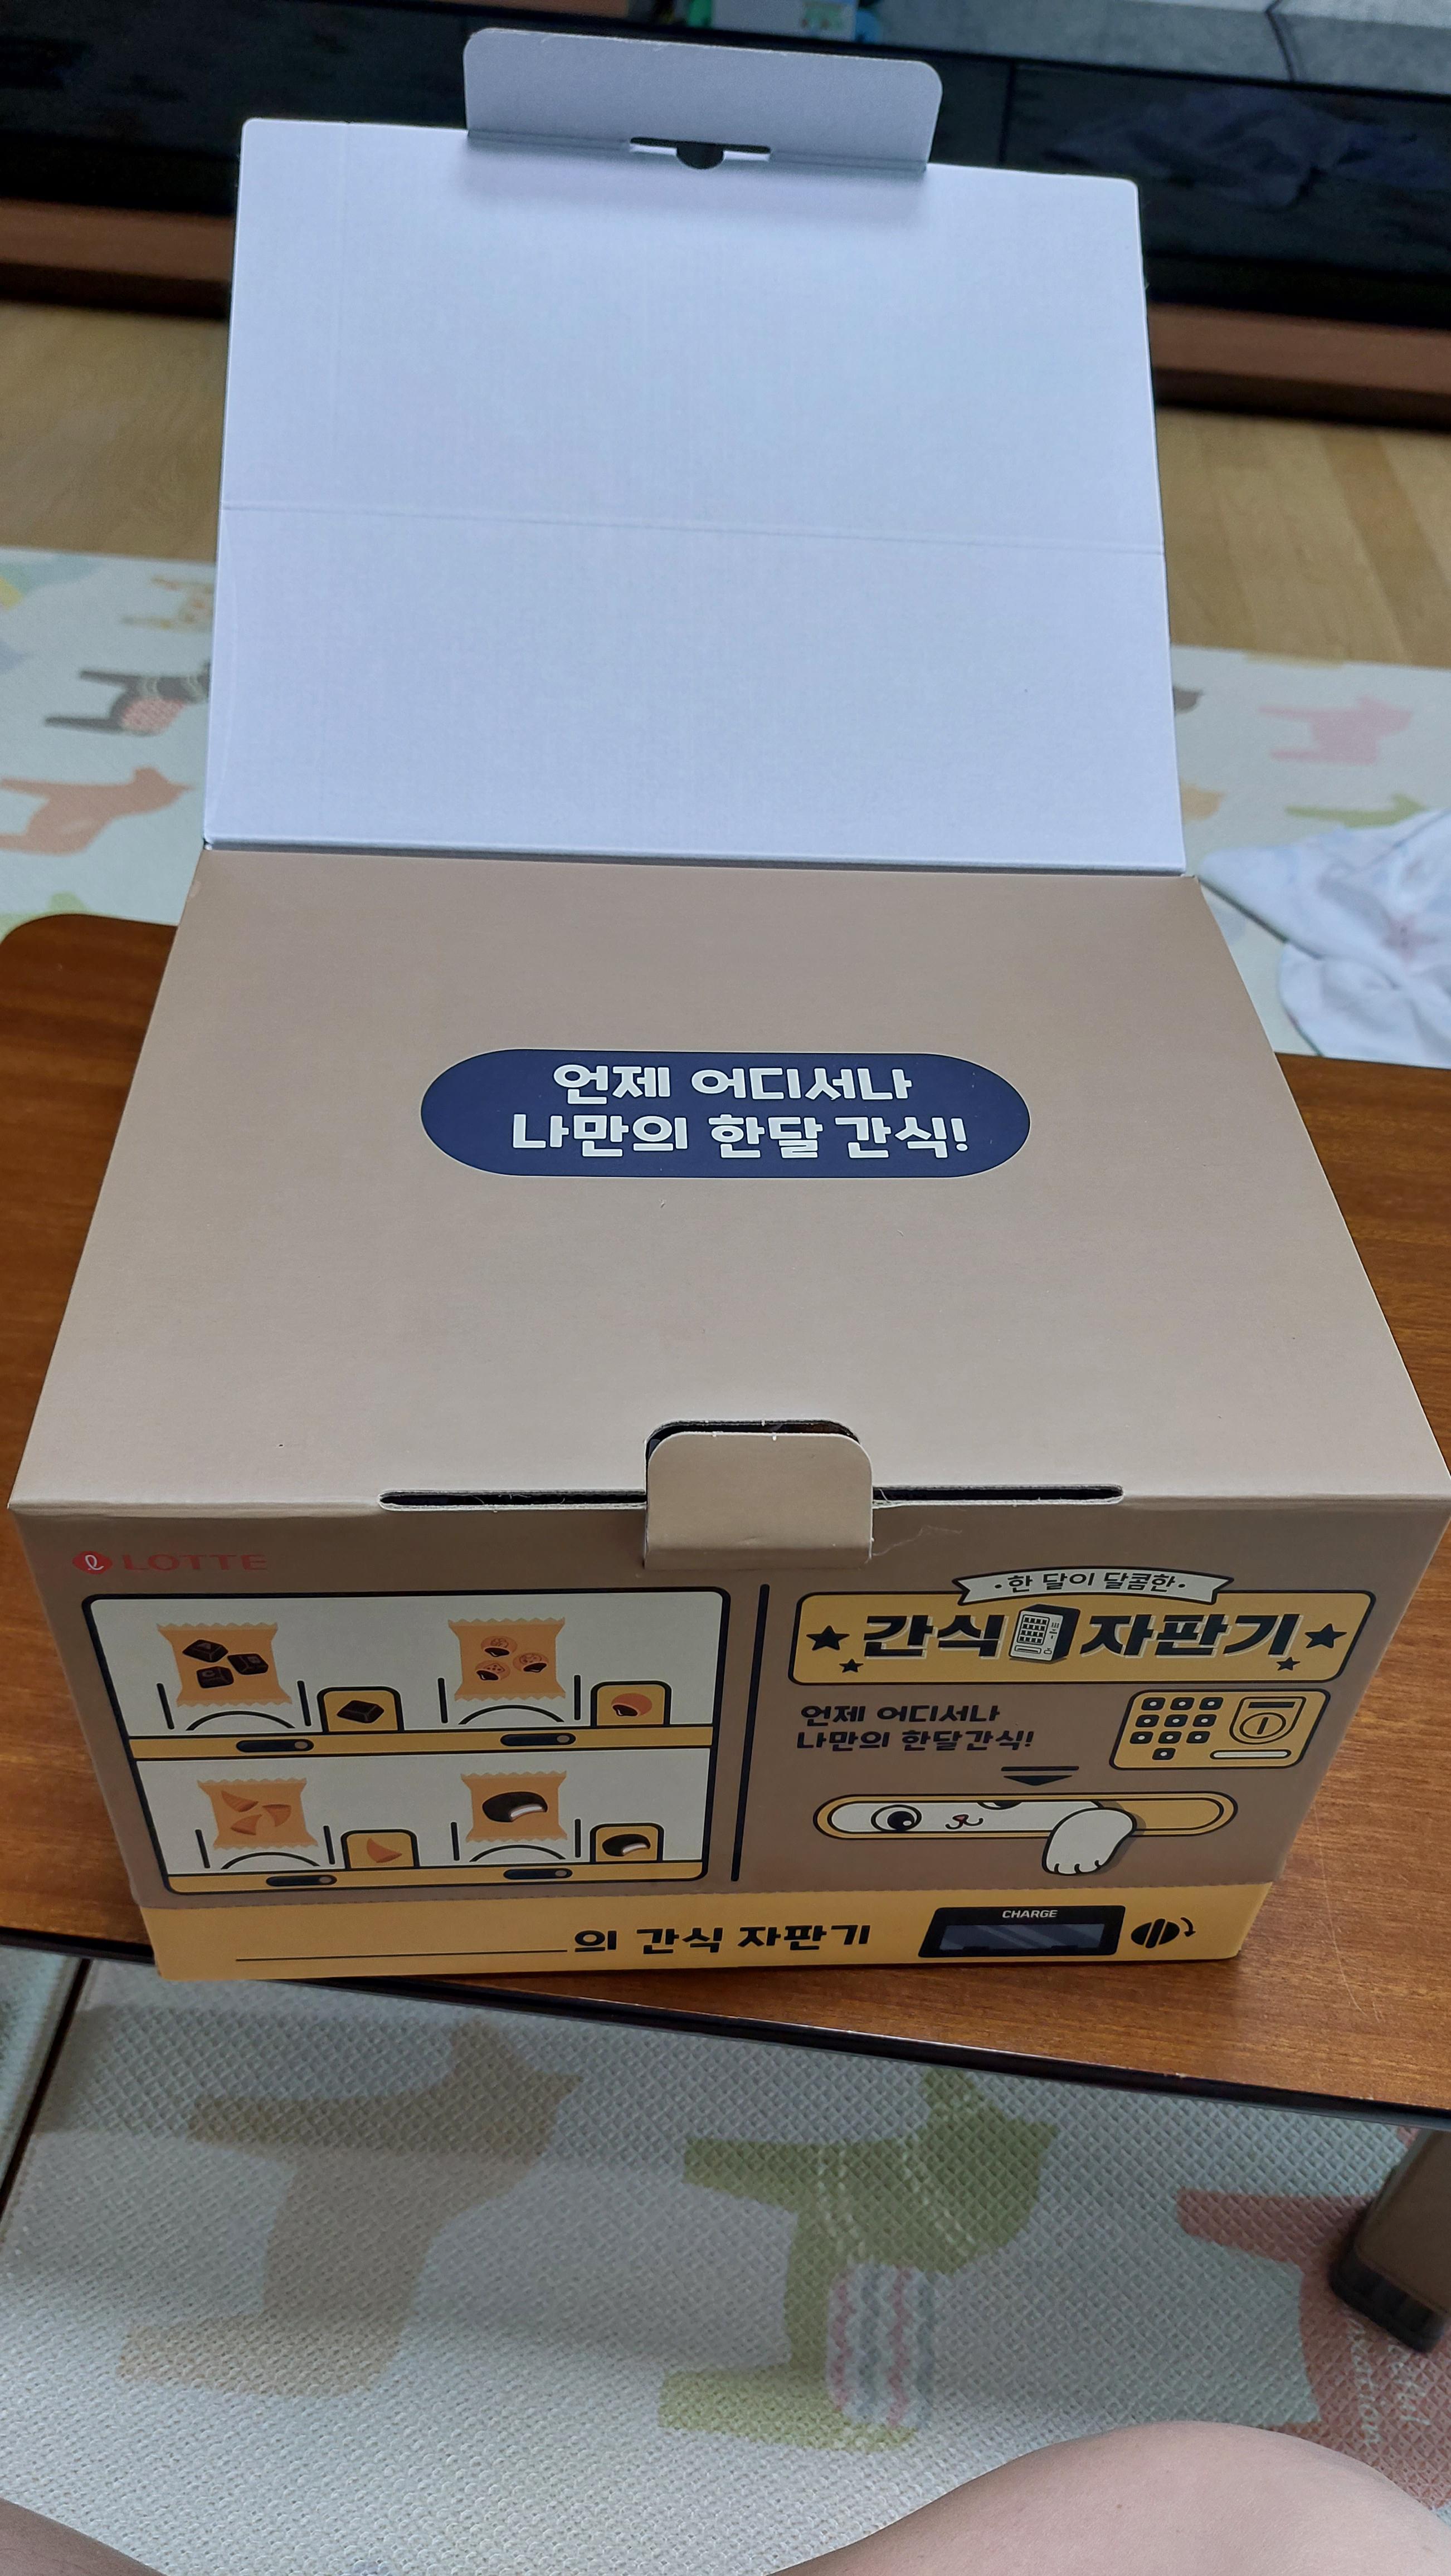 언제 어디서나
나만의 한달 간식!
LOTTE
·한 달이 달콤한·
간식 자판기
언제 어디서나
나만의 한달간식!
CHARGE
의 간식 자판기